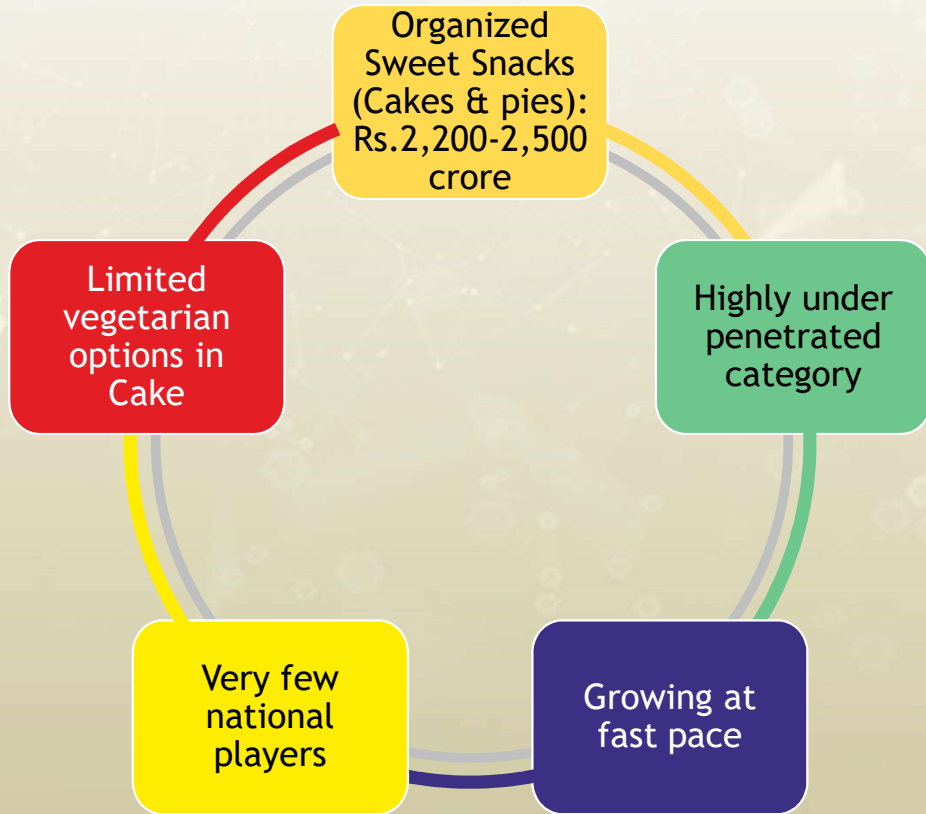 Organized
Sweet Snacks
(Cakes & pies):
Rs.2,200-2,500
crore
Highly under
penetrated
category
Growing at
fast pace
Very few
national
players
Limited
vegetarian
options in
Cake